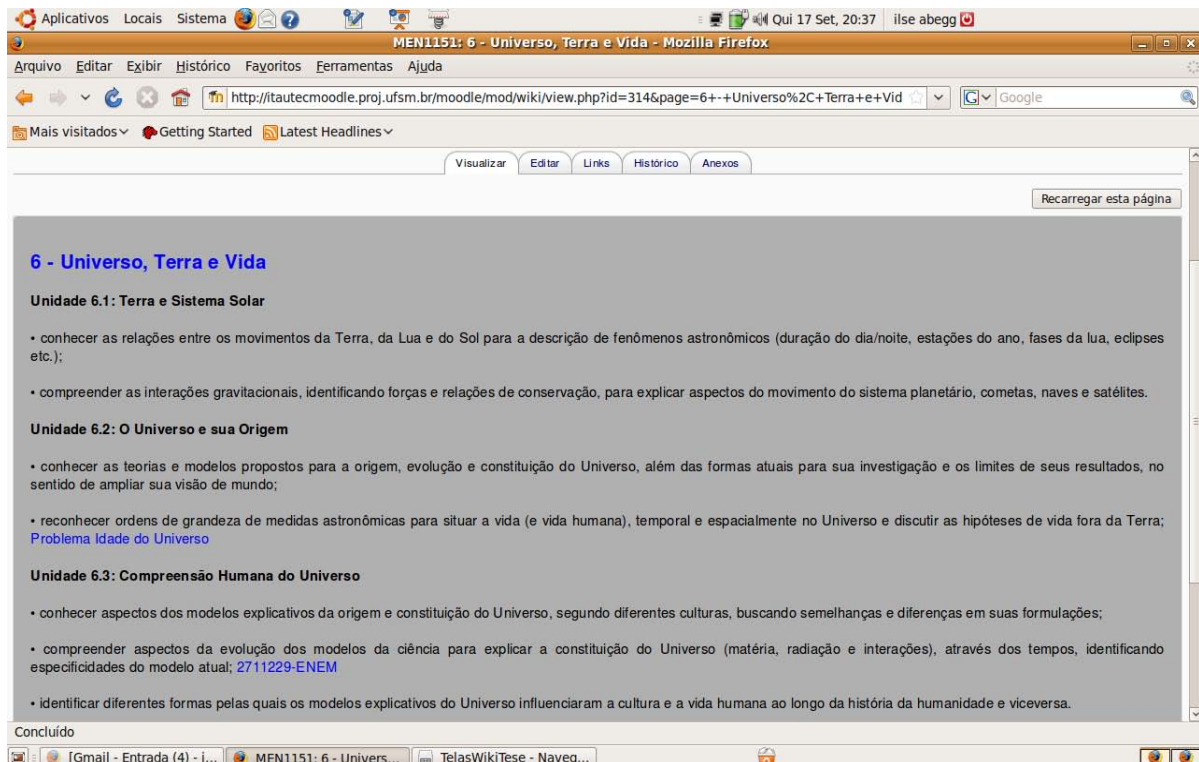 Aplicativos Locais Sistema Qui 17 Set, 20:37 ilse abegg
MEN1151: 6 - Universo, Terra e Vida - Mozilla Firefox
Arquivo Editar Exibir Histórico Favoritos Ferramentas Ajuda
http://itautecmoodle.proj.ufsm.br/moodle/mod/wiki/view.php?id=314&page=6+-+Universo%2C+Terra+e+Vid Google
Mais visitados Getting Started Latest Headlines
Visualizar Editar Links Histórico Anexos
Recarregar esta página
6 - Universo, Terra e Vida
Unidade 6.1: Terra e Sistema Solar
• conhecer as relações entre os movimentos da Terra, da Lua e do Sol para a descrição de fenômenos astronômicos (duração do dia/noite, estações do ano, fases da lua, eclipses
etc.);
• compreender as interações gravitacionais, identificando forças e relações de conservação, para explicar aspectos do movimento do sistema planetário, cometas, naves e satélites.
Unidade 6.2: O Universo e sua Origem
• conhecer as teorias e modelos propostos para a origem, evolução e constituição do Universo, além das formas atuais para sua investigação e os limites de seus resultados, no
sentido de ampliar sua visão de mundo;
• reconhecer ordens de grandeza de medidas astronômicas para situar a vida (e vida humana), temporal e espacialmente no Universo e discutir as hipóteses de vida fora da Terra;
Problema Idade do Universo
Unidade 6.3: Compreensão Humana do Universo
• conhecer aspectos dos modelos explicativos da origem e constituição do Universo, segundo diferentes culturas, buscando semelhanças e diferenças em suas formulações;
• compreender aspectos da evolução dos modelos da ciência para explicar a constituição do Universo (matéria, radiação e interações), através dos tempos, identificando
especificidades do modelo atual; 2711229-ENEM
• identificar diferentes formas pelas quais os modelos explicativos do Universo influenciaram a cultura e a vida humana ao longo da história da humanidade e viceversa.
Concluído
[Gmail - Entrada (4) - i... MEN1151: 6 - Univers... TelasWikiTese - Naveg...